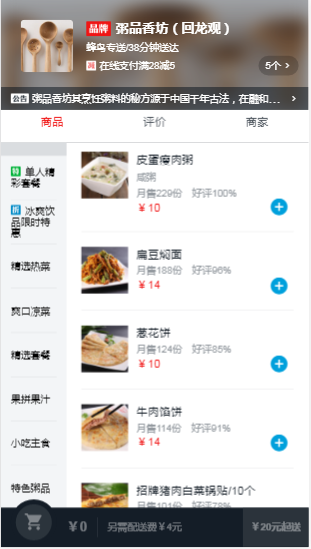 品牌 粥品香坊（回龙观）
蜂鸟专送/38分钟送达
减 在线支付满28减5
5个 >
公告 粥品香坊其烹饪粥料的秘方源于中国千年古法，在融和... >
商品 评价 商家
特 单人精
彩套餐
折 冰爽饮
品限时特
惠
精选热菜
爽口凉菜
精选套餐
果拼果汁
小吃主食
特色粥品
皮蛋瘦肉粥
咸粥
月售229份 好评100%
￥10
扁豆焖面
月售188份 好评96%
￥14
葱花饼
月售124份 好评85%
￥10
牛肉馅饼
月售114份 好评91%
￥14
招牌猪肉白菜锅贴/10个
月售101份 好评78%
￥0 另需配送费￥4元 ￥20元起送